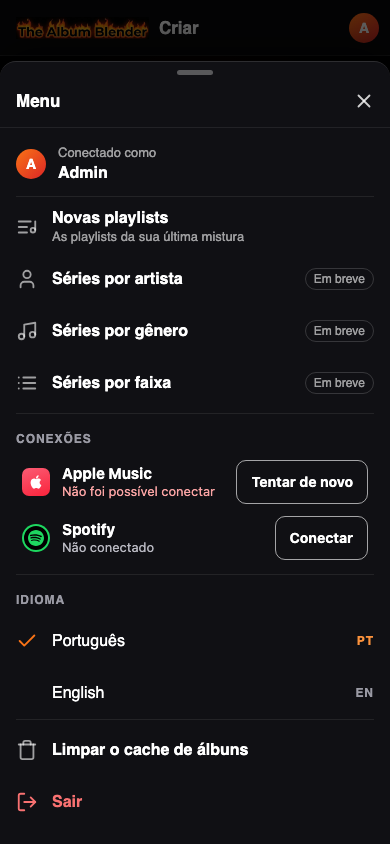 The Album Blender Criar
A
Menu
A
Conectado como
Admin
Novas playlists
As playlists da sua última mistura
Séries por artista
Em breve
Séries por gênero
Em breve
Séries por faixa
Em breve
CONEXÕES
Apple Music
Não foi possível conectar
Tentar de novo
Spotify
Não conectado
Conectar
IDIOMA
Português
PT
English
EN
Limpar o cache de álbuns
Sair